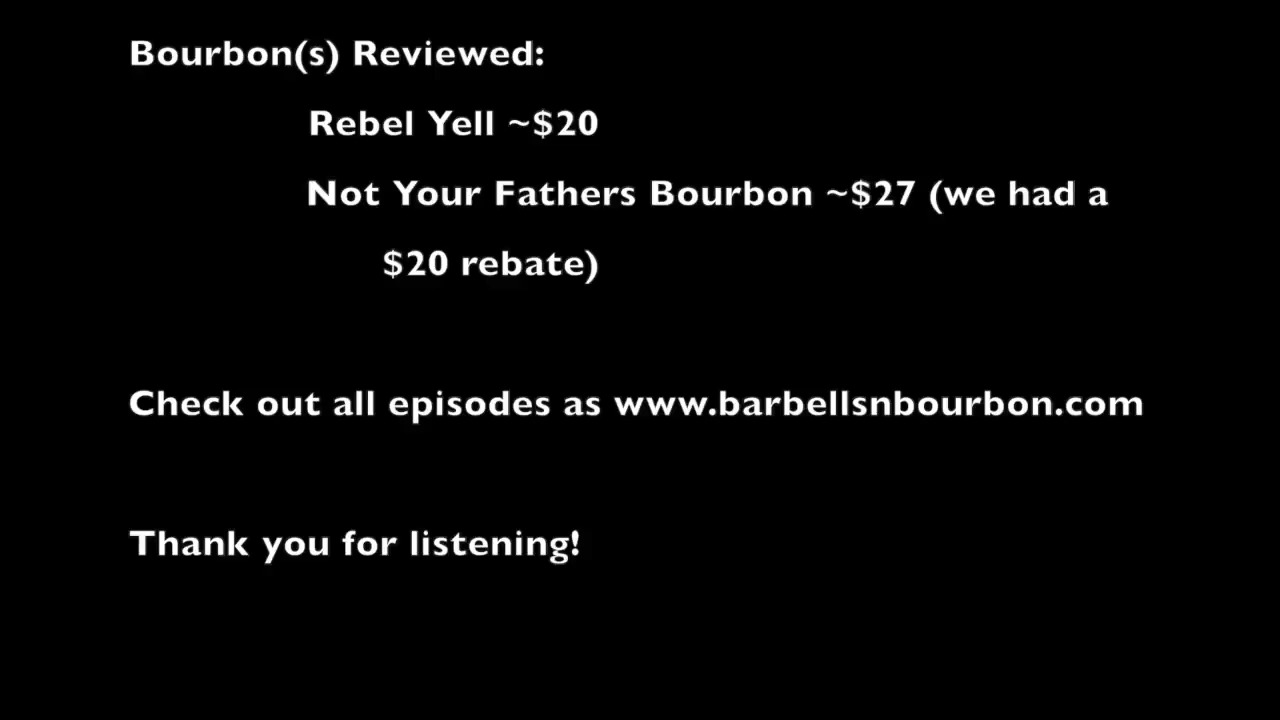 Bourbon(s) Reviewed:
Rebel Yell ~$20
Not Your Fathers Bourbon ~$27 (we had a
$20 rebate)
Check out all episodes as www.barbellsnbourbon.com
Thank you for listening!